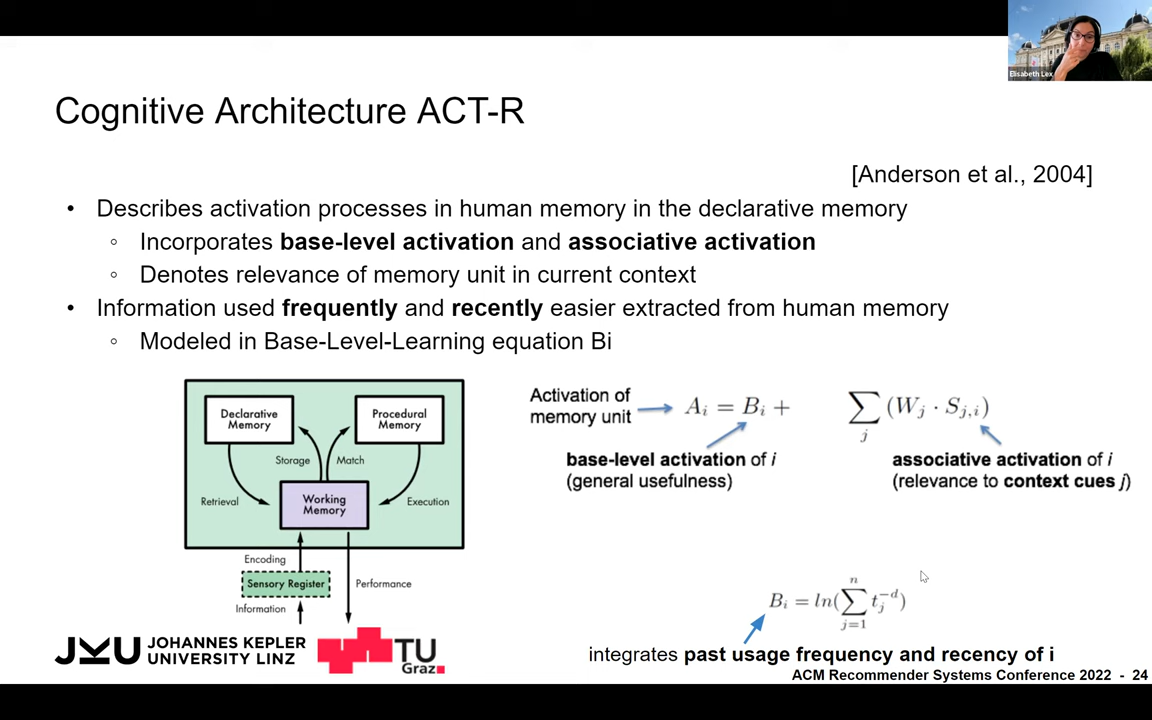 Elisabeth Lex
Cognitive Architecture ACT-R
[Anderson et al., 2004]
• Describes activation processes in human memory in the declarative memory
◦ Incorporates base-level activation and associative activation
◦ Denotes relevance of memory unit in current context
• Information used frequently and recently easier extracted from human memory
◦ Modeled in Base-Level-Learning equation Bi
Declarative
Memory
Procedural
Memory
Storage
Match
Retrieval
Execution
Working
Memory
Encoding
Sensory Register
Performance
Information
Activation of
memory unit
A_i = B_i + ∑_j (W_j · S_{j,i})
base-level activation of i
(general usefulness)
associative activation of i
(relevance to context cues j)
B_i = ln(∑_{j=1}^{n} t_j^{-d})
integrates past usage frequency and recency of i
JKU JOHANNES KEPLER
UNIVERSITY LINZ
TU
Graz
ACM Recommender Systems Conference 2022 - 24